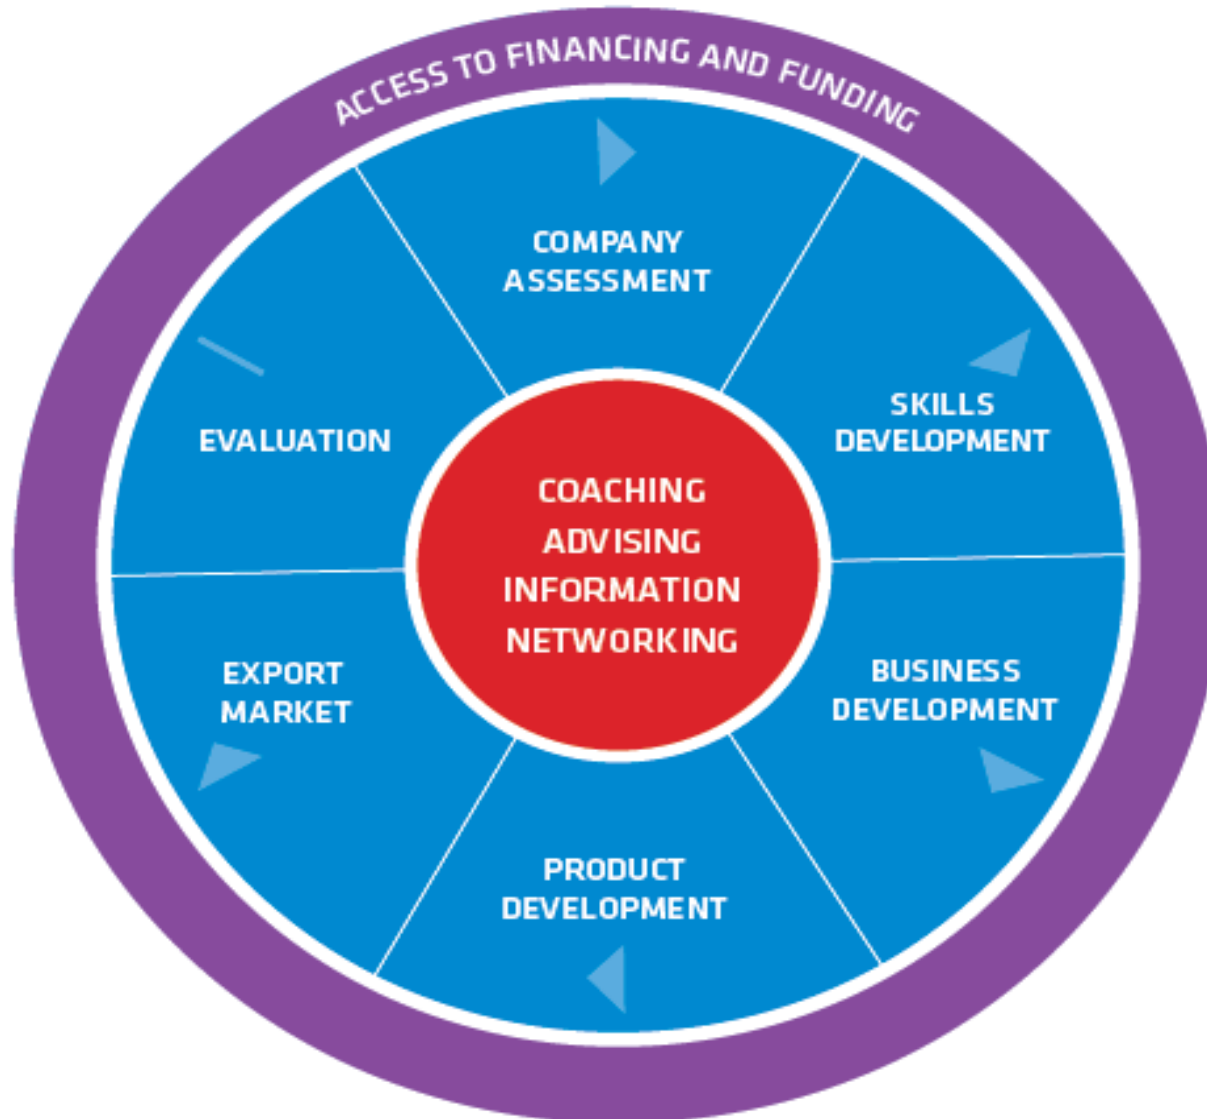 ACCESS TO FINANCING AND FUNDING
COMPANY
ASSESSMENT
SKILLS
DEVELOPMENT
BUSINESS
DEVELOPMENT
PRODUCT
DEVELOPMENT
EXPORT
MARKET
EVALUATION
COACHING
ADVISING
INFORMATION
NETWORKING